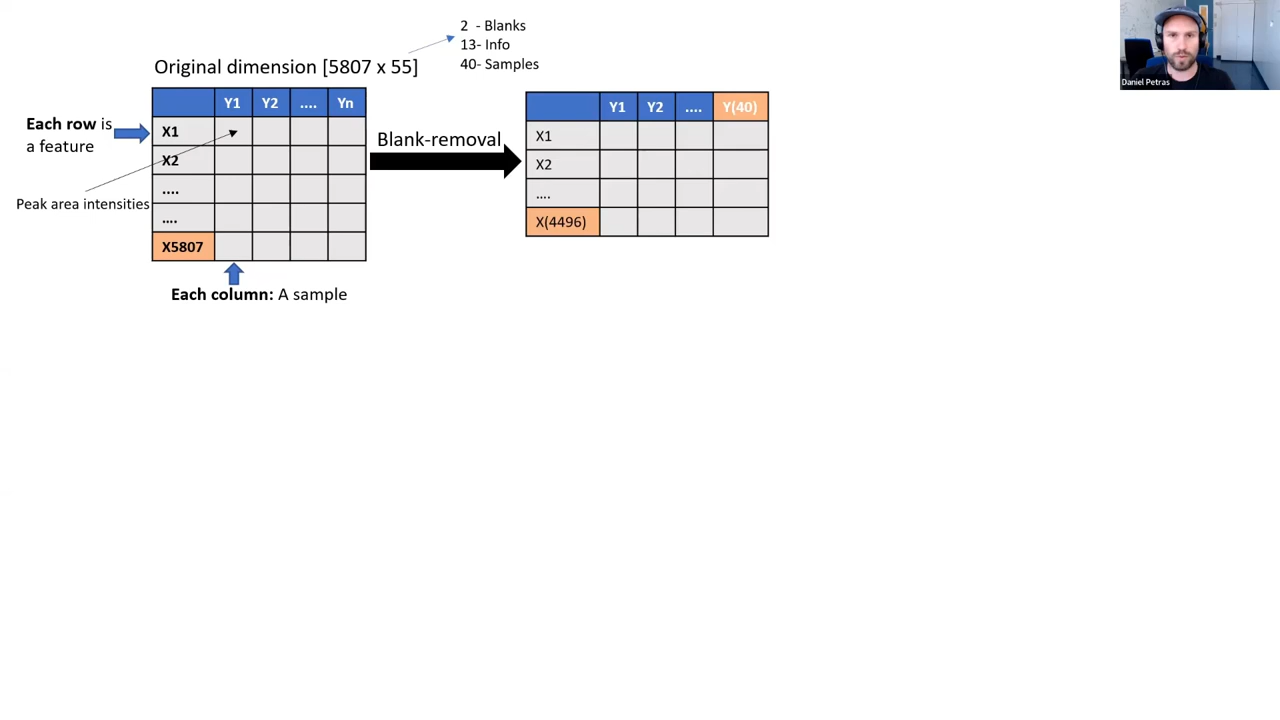 2 - Blanks
13- Info
40- Samples
Daniel Petras
Original dimension [5807 x 55]
Y1 Y2 .... Yn
Each row is
a feature
X1
X2
....
....
X5807
Peak area intensities
Each column: A sample
Blank-removal
Y1 Y2 .... Y(40)
X1
X2
....
X(4496)